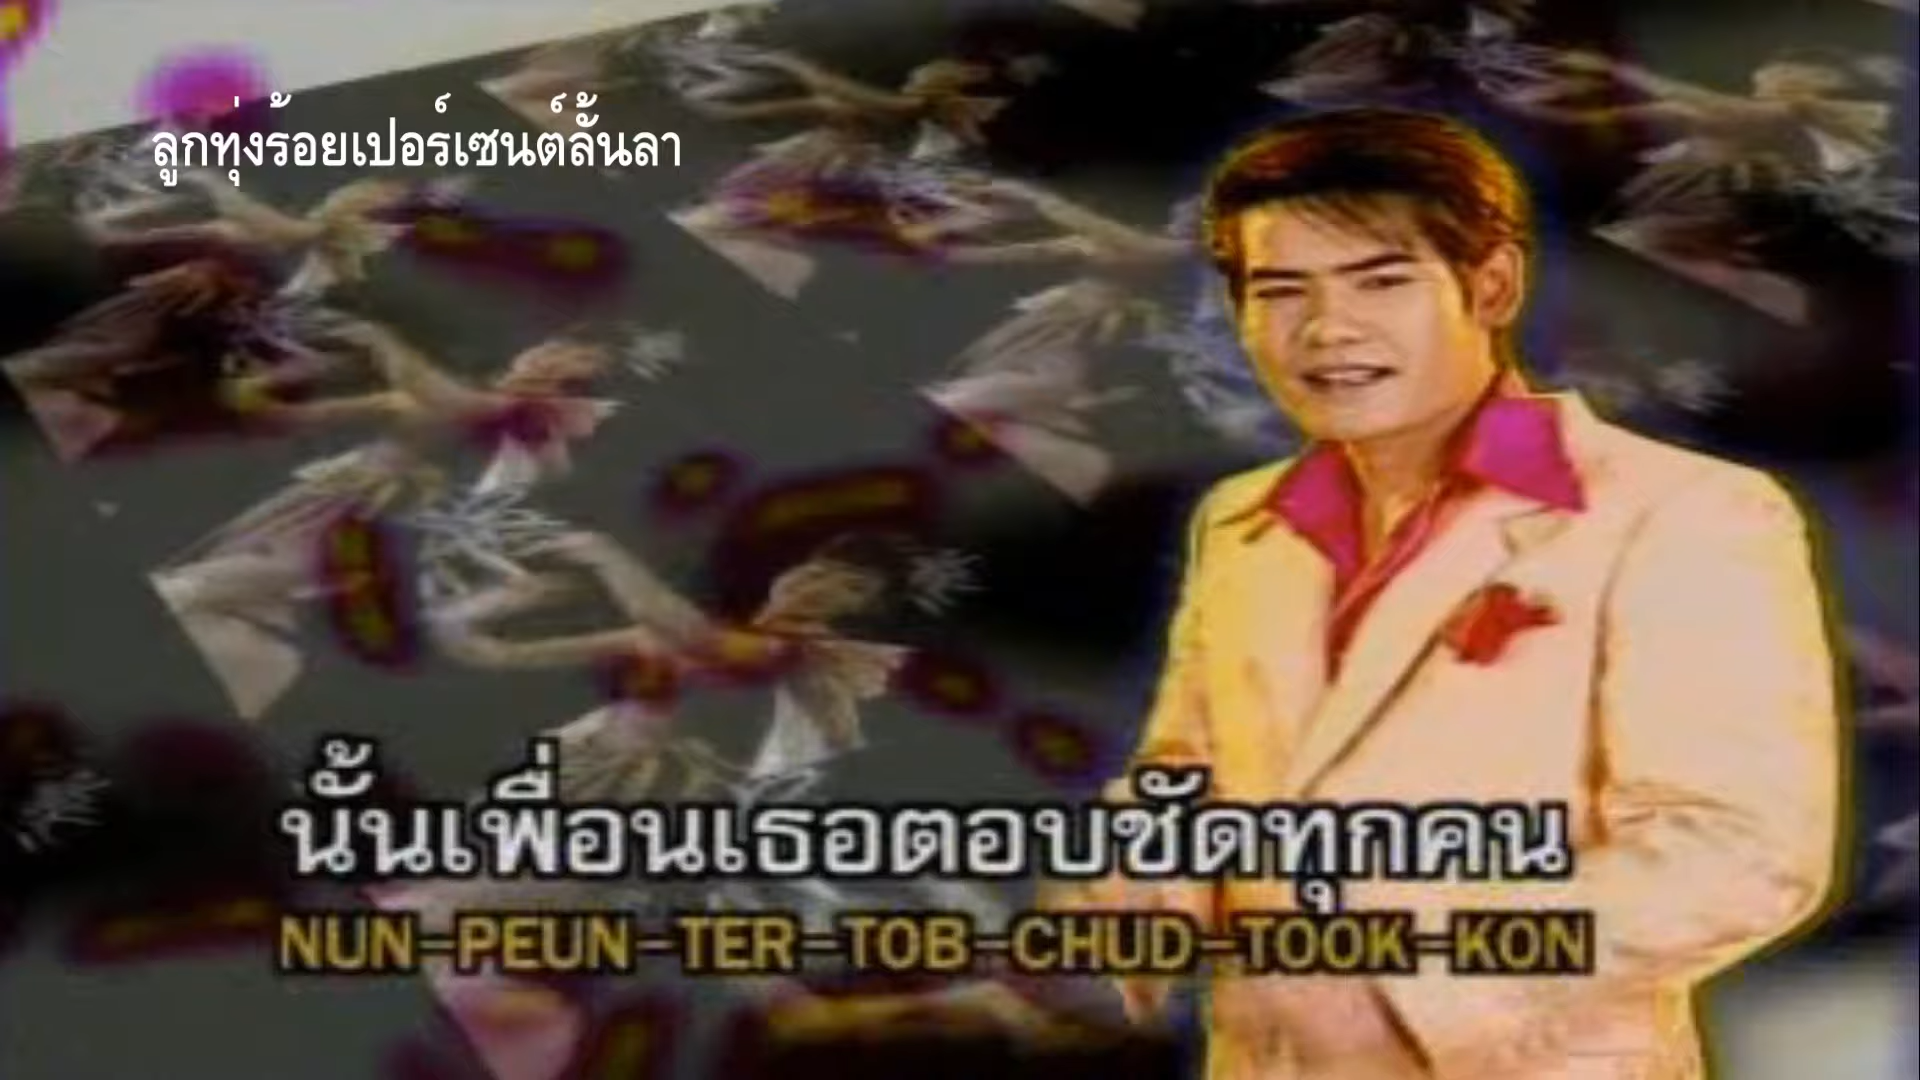 ลูกทุ่งร้อยเปอร์เซนต์ลั้นลา
นั้นเพื่อนเธอตอบชัดทุกคน
NUN-PEUN-TER-TOB-CHUD-TOOK-KON